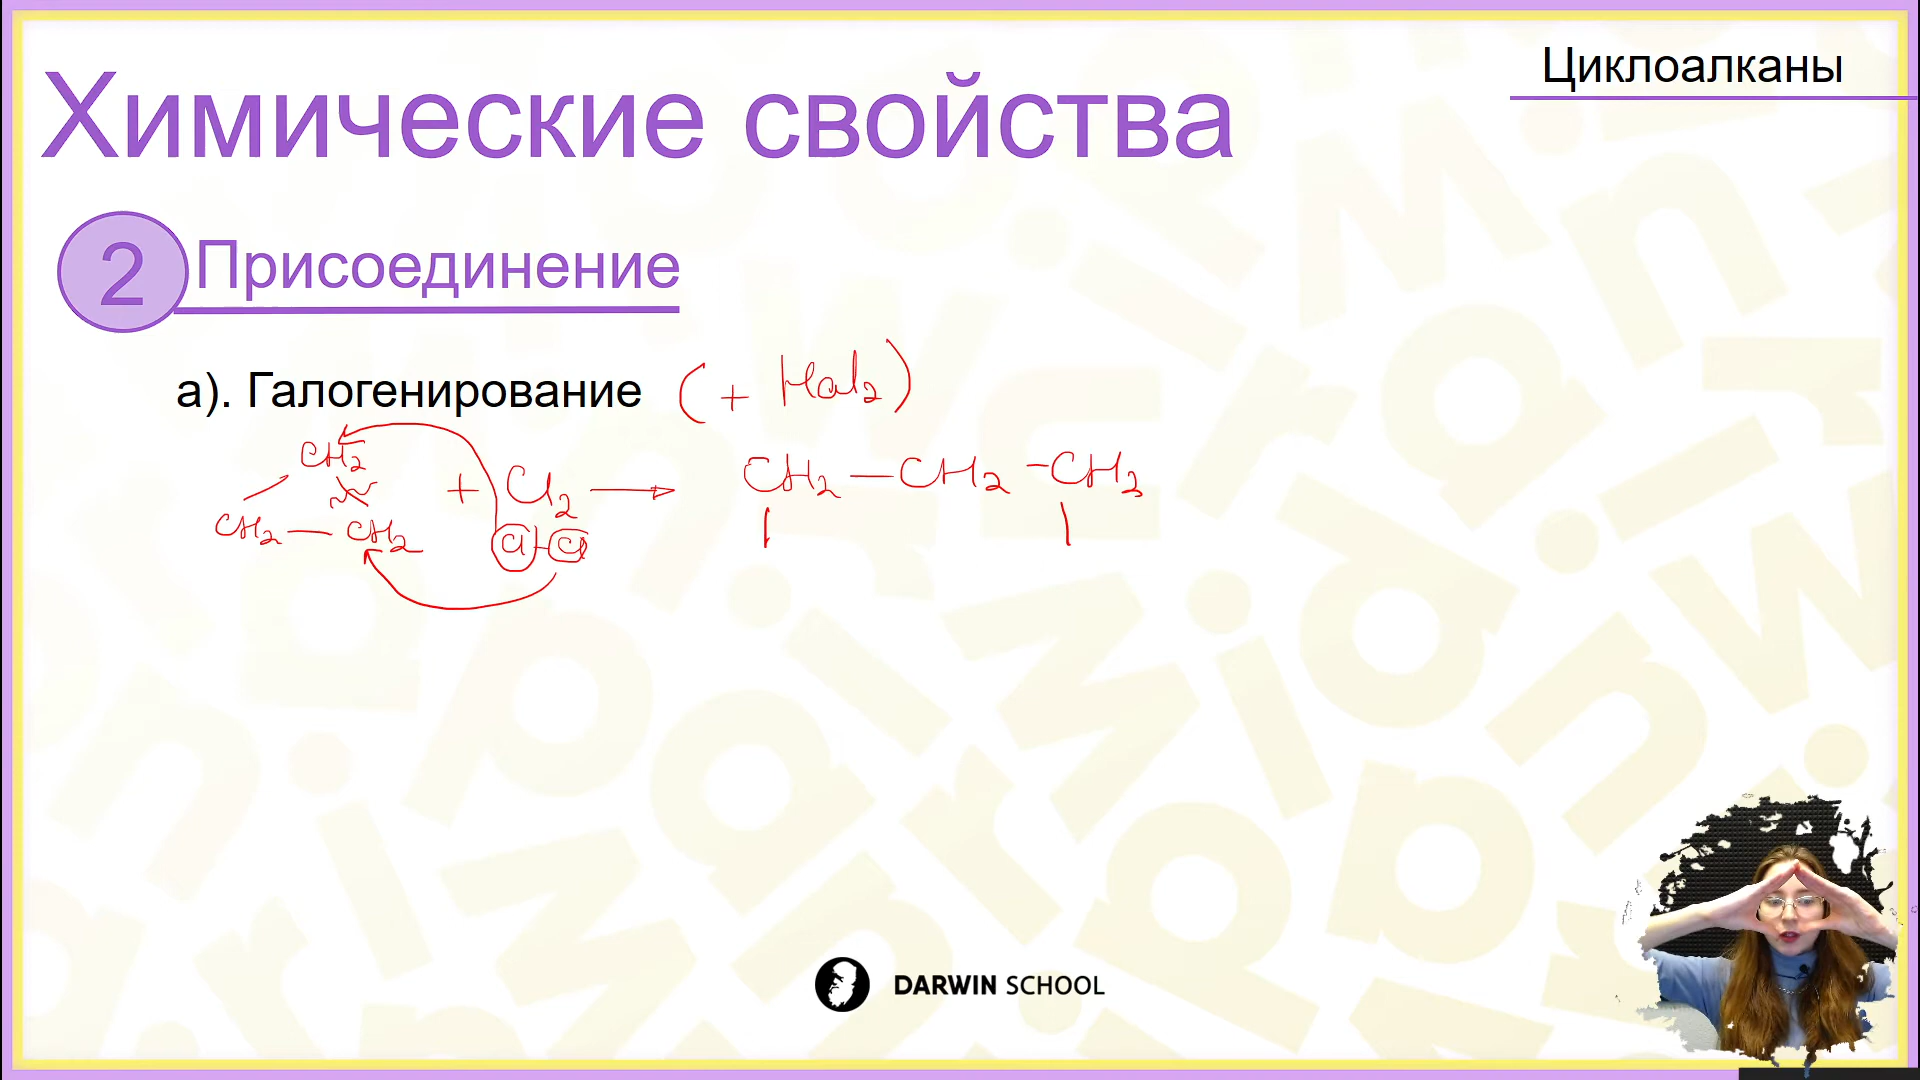 Циклоалканы
Химические свойства
2 Присоединение
а). Галогенирование (+ Hal₂)
CH₂
+ Cl₂ → CH₂ — CH₂ - CH₂
CH₂ — CH₂ Cl - Cl
DARWIN SCHOOL